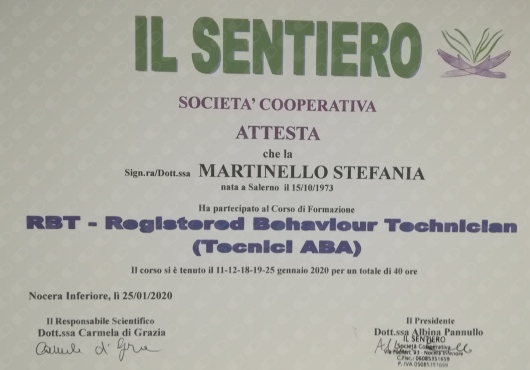 IL SENTIERO
SOCIETA' COOPERATIVA
ATTESTA
che la
Sign.ra/Dott.ssa MARTINELLO STEFANIA
nata a Salerno il 15/10/1973
Ha partecipato al Corso di Formazione
RBT - Registered Behaviour Technician
(Tecnici ABA)
Il corso si è tenuto il 11-12-18-19-25 gennaio 2020 per un totale di 40 ore
Nocera Inferiore, lì 25/01/2020
Il Responsabile Scientifico
Dott.ssa Carmela di Grazia
Il Presidente
Dott.ssa Albina Pannullo
IL SENTIERO
Società Cooperativa
Nocera Inferiore
P. IVA